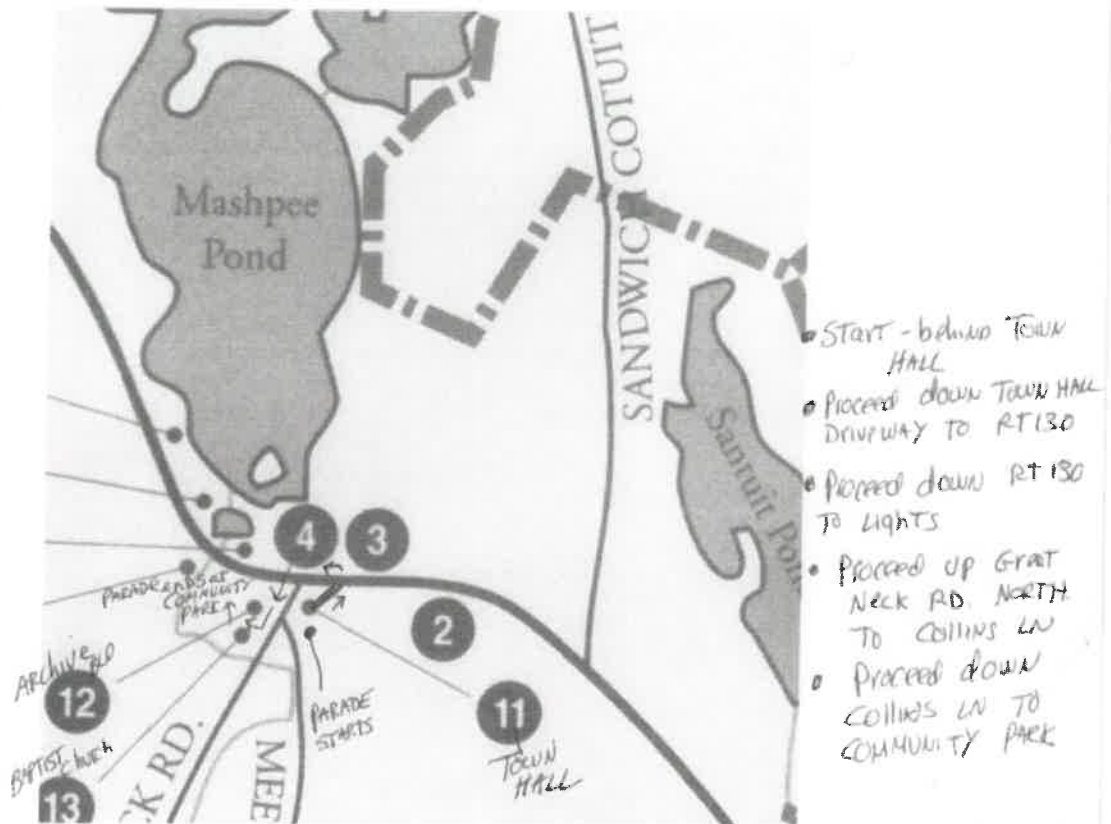 SANDWICH COTUIT
Mashpee
Pond
Santuit Pon
4
3
2
PARADE ENDS AT
COMMUNITY
PARK
ARCHIVE BLD
12
BAPTIST church
13
CK RD.
MEE
PARADE
STARTS
11
TOWN
HALL
START - behind TOWN
HALL
Proceed down TOWN HALL
DRIVEWAY TO RT 130
Proceed down RT 130
TO Lights
Proceed up Great
Neck RD. NORTH
TO COLLINS LN
Proceed down
COLLINS LN TO
COMMUNITY PARK